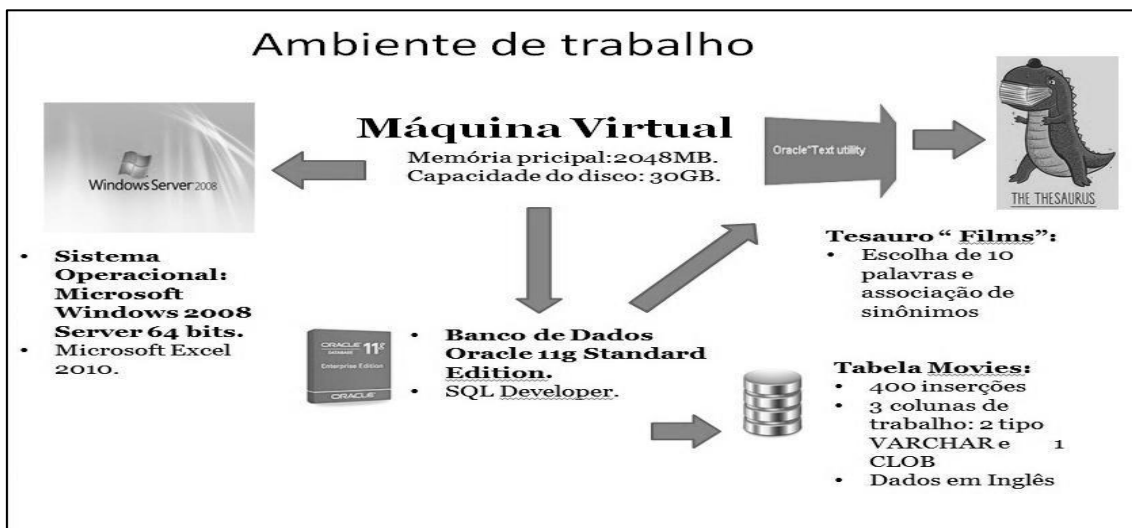 Ambiente de trabalho
Máquina Virtual
Memória pricipal:2048MB.
Capacidade do disco: 30GB.
Windows Server 2008
Oracle®Text utility
THE THESAURUS
• Sistema
Operacional:
Microsoft
Windows 2008
Server 64 bits.
• Microsoft Excel
2010.
ORACLE 11g
DATABASE
Enterprise Edition
ORACLE
• Banco de Dados
Oracle 11g Standard
Edition.
• SQL Developer.
Tesauro “ Films”:
• Escolha de 10
palavras e
associação de
sinônimos
Tabela Movies:
• 400 inserções
• 3 colunas de
trabalho: 2 tipo
VARCHAR e 1
CLOB
• Dados em Inglês